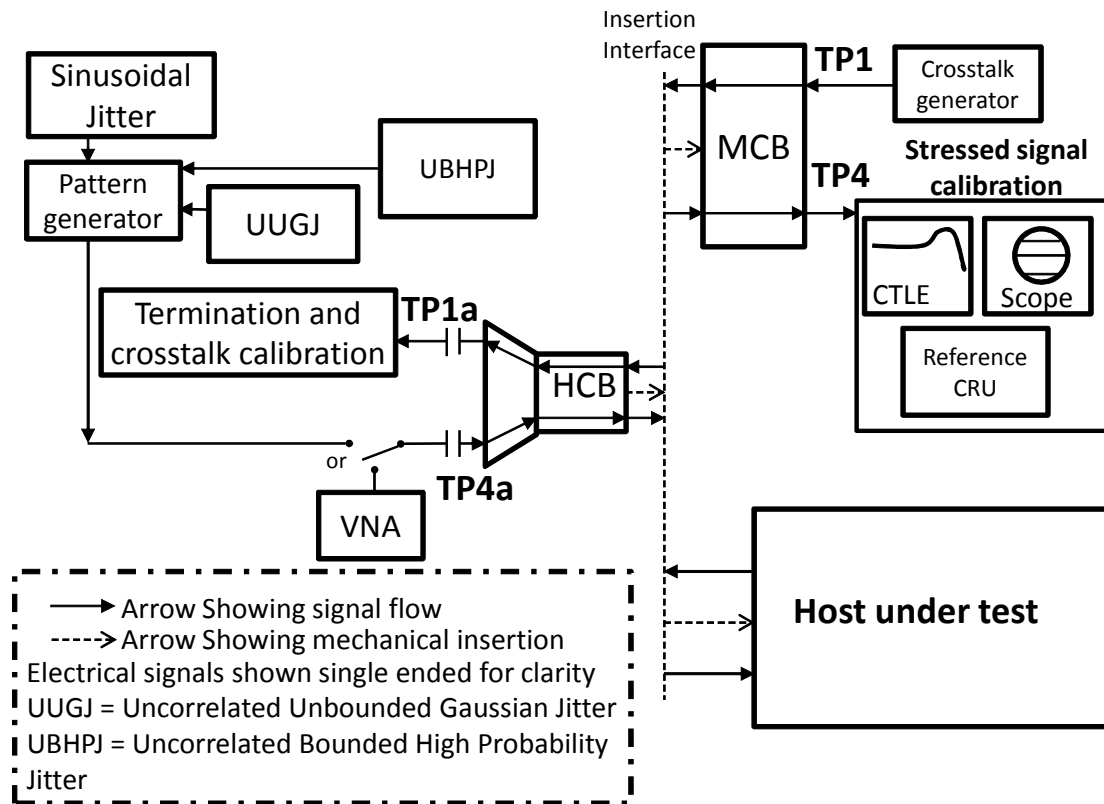 Insertion
Interface
Sinusoidal
Jitter
TP1
Crosstalk
generator
UBHPJ
Pattern
generator
UUGJ
MCB
Stressed signal
calibration
TP4
CTLE
Scope
Reference
CRU
Termination and
crosstalk calibration
TP1a
HCB
or
TP4a
VNA
Host under test
Arrow Showing signal flow
Arrow Showing mechanical insertion
Electrical signals shown single ended for clarity
UUGJ = Uncorrelated Unbounded Gaussian Jitter
UBHPJ = Uncorrelated Bounded High Probability
Jitter